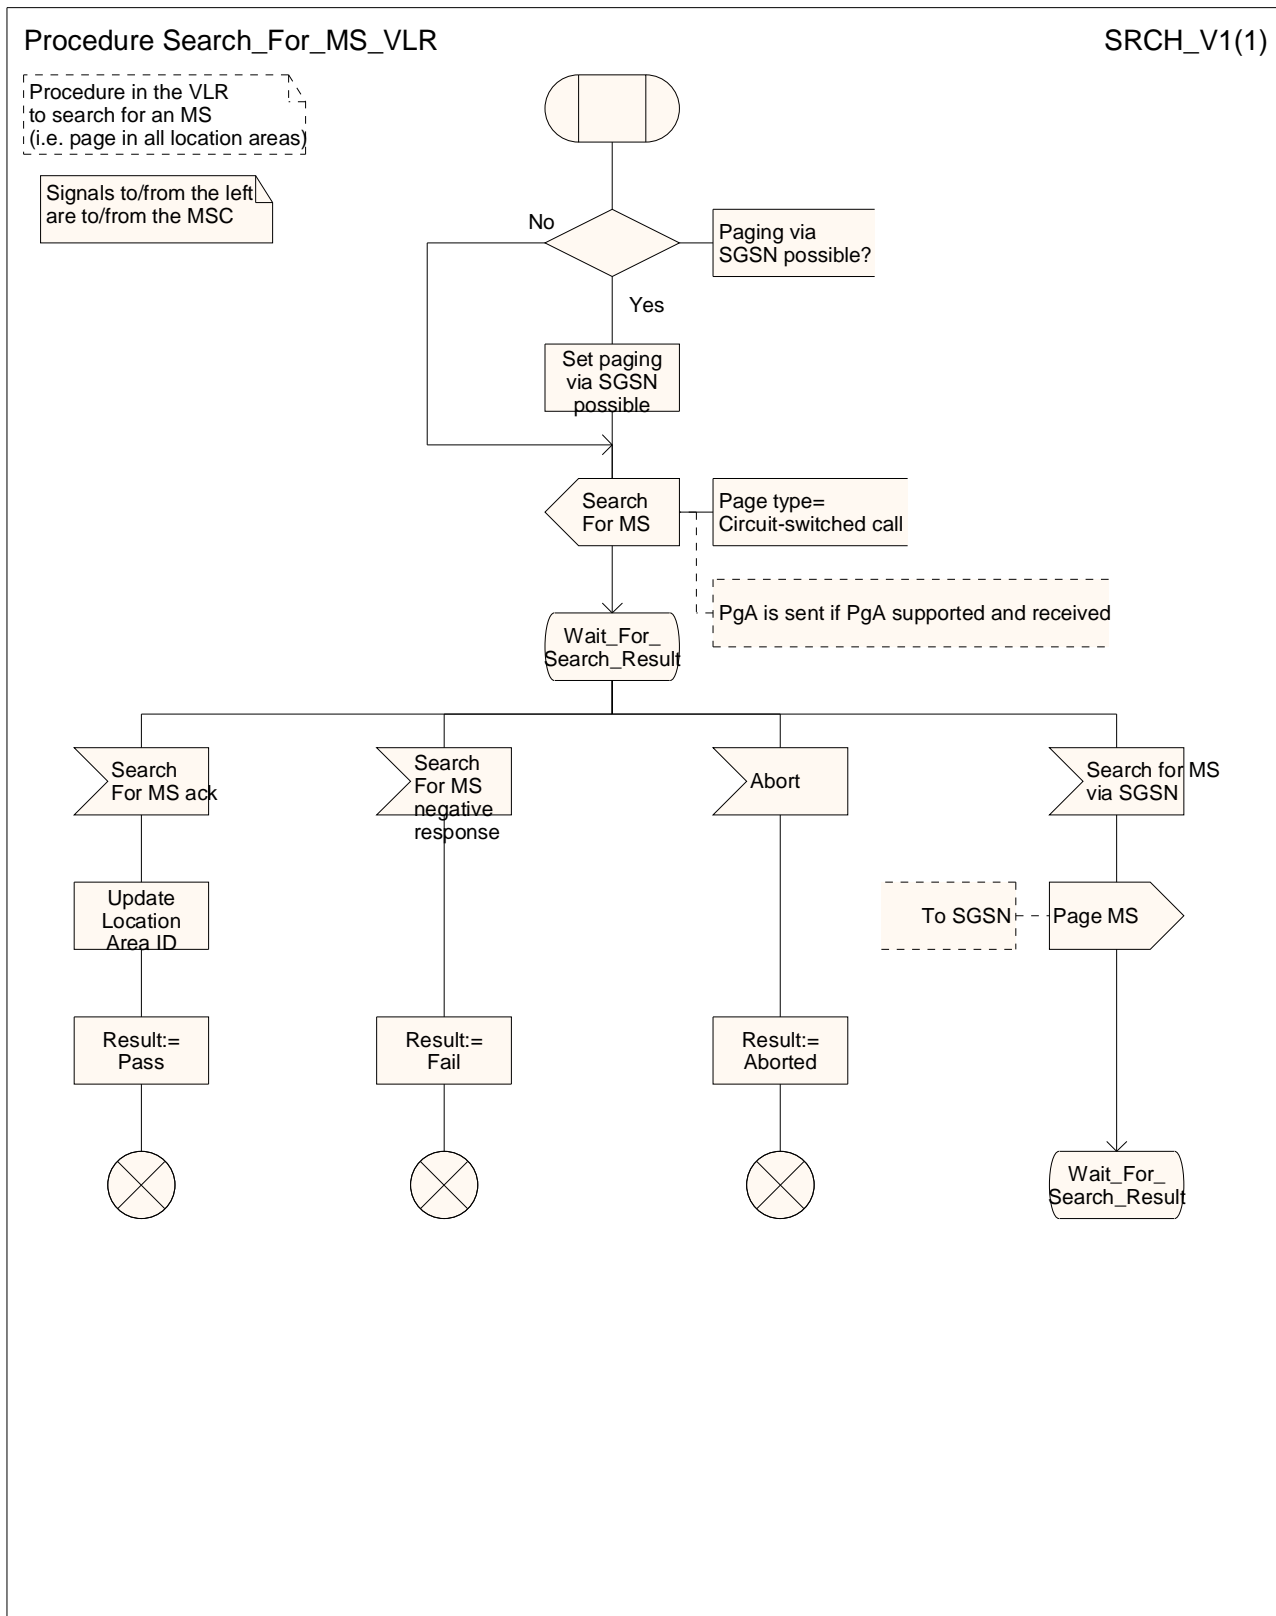 Procedure Search_For_MS_VLR
SRCH_V1(1)
Procedure in the VLR
to search for an MS
(i.e. page in all location areas)
Signals to/from the left
are to/from the MSC
No
Paging via
SGSN possible?
Yes
Set paging
via SGSN
possible
Search
For MS
Page type=
Circuit-switched call
PgA is sent if PgA supported and received
Wait_For_
Search_Result
Search
For MS ack
Search
For MS
negative
response
Abort
Search for MS
via SGSN
Update
Location
Area ID
To SGSN
Page MS
Result:=
Pass
Result:=
Fail
Result:=
Aborted
Wait_For_
Search_Result